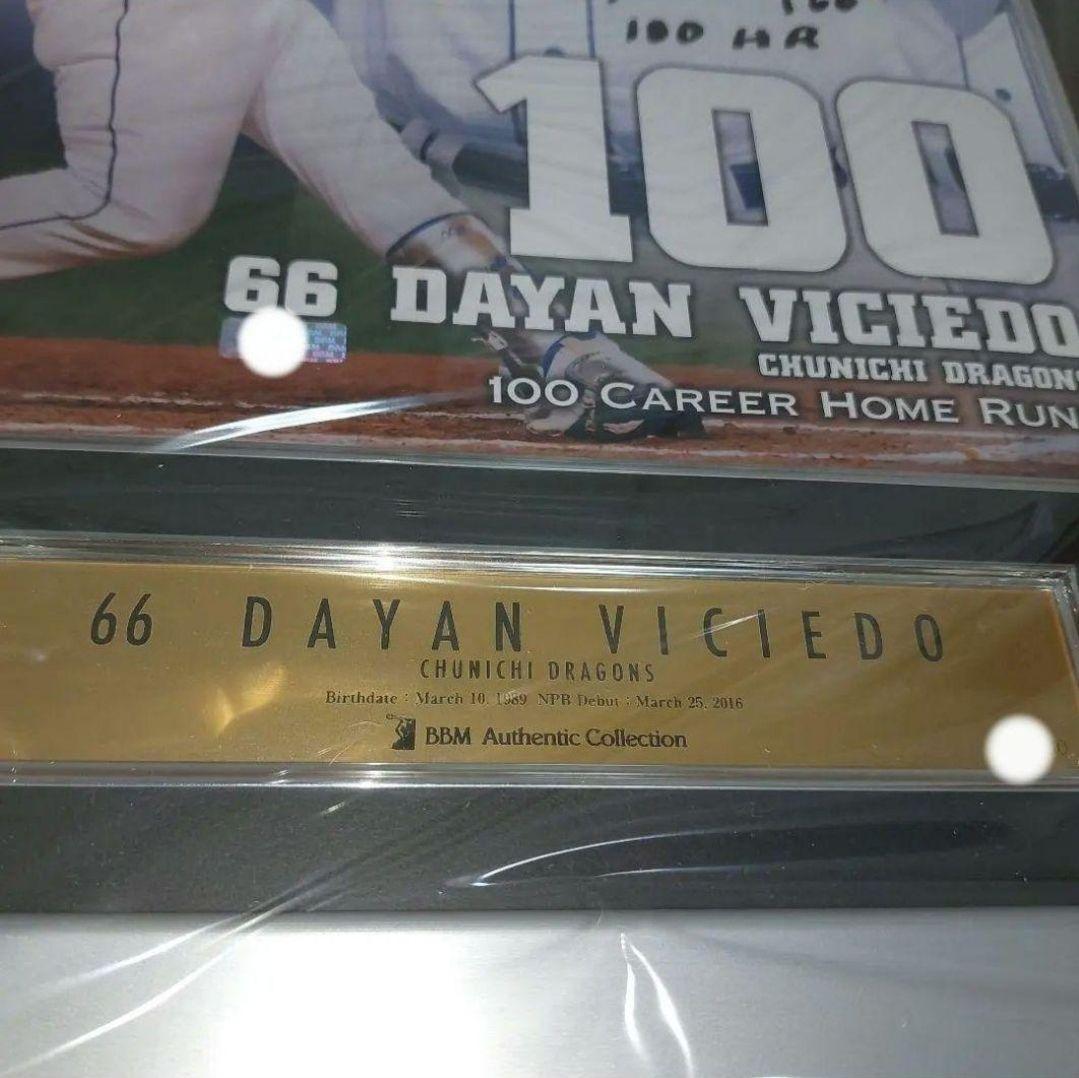 100 HR
100
66 DAYAN VICIEDO
CHUNICHI DRAGONS
100 CAREER HOME RUN
66 DAYAN VICIEDO
CHUNICHI DRAGONS
Birthdate : March 10, 1989 NPB Debut : March 25, 2016
BBM Authentic Collection